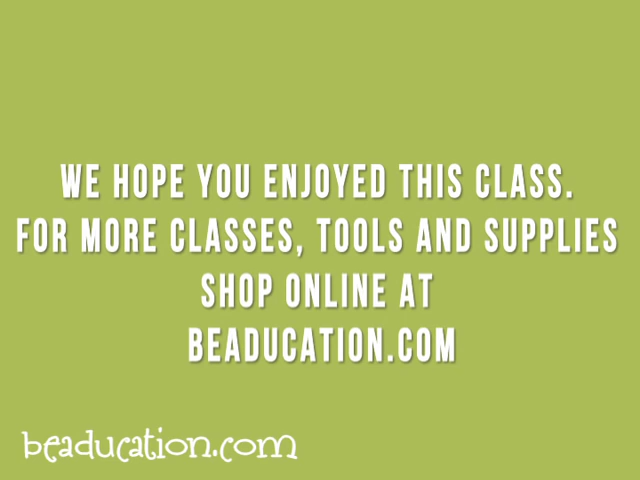 WE HOPE YOU ENJOYED THIS CLASS.
FOR MORE CLASSES, TOOLS AND SUPPLIES
SHOP ONLINE AT
BEADUCATION.COM
beaducation.com